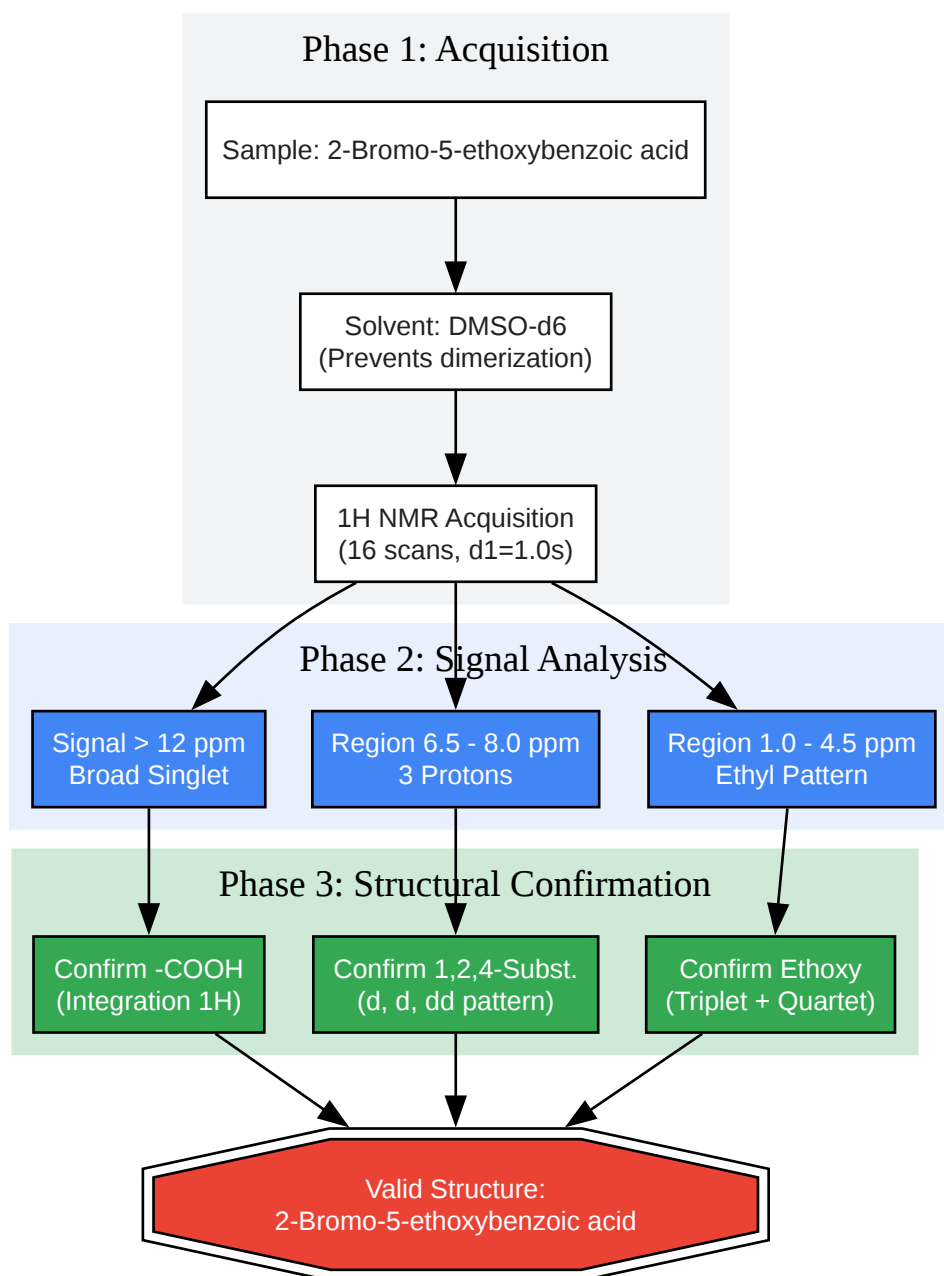 Phase 1: Acquisition
Sample: 2-Bromo-5-ethoxybenzoic acid
Solvent: DMSO-d6
(Prevents dimerization)
1H NMR Acquisition
(16 scans, d1=1.0s)
Phase 2: Signal Analysis
Signal > 12 ppm
Broad Singlet
Region 6.5 - 8.0 ppm
3 Protons
Region 1.0 - 4.5 ppm
Ethyl Pattern
Phase 3: Structural Confirmation
Confirm -COOH
(Integration 1H)
Confirm 1,2,4-Subst.
(d, d, dd pattern)
Confirm Ethoxy
(Triplet + Quartet)
Valid Structure:
2-Bromo-5-ethoxybenzoic acid